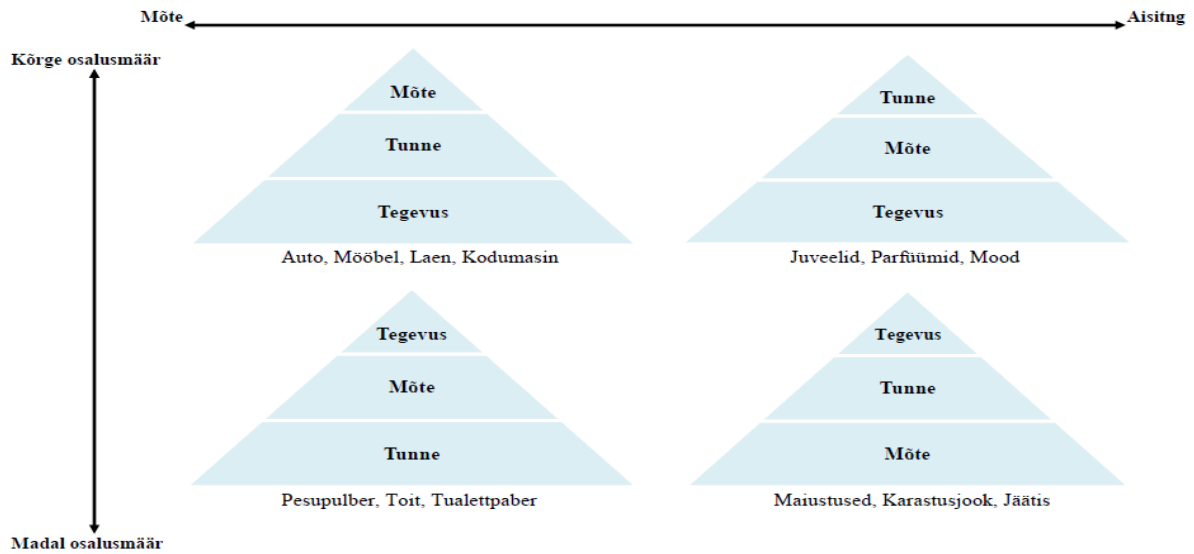 Mõte
Aisitng
Kõrge osalusmäär
Mõte
Tunne
Tegevus
Auto, Mööbel, Laen, Kodumasin
Tunne
Mõte
Tegevus
Juveelid, Parfüümid, Mood
Tegevus
Mõte
Tunne
Pesupulber, Toit, Tualettpaber
Tegevus
Tunne
Mõte
Maiustused, Karastusjook, Jäätis
Madal osalusmäär